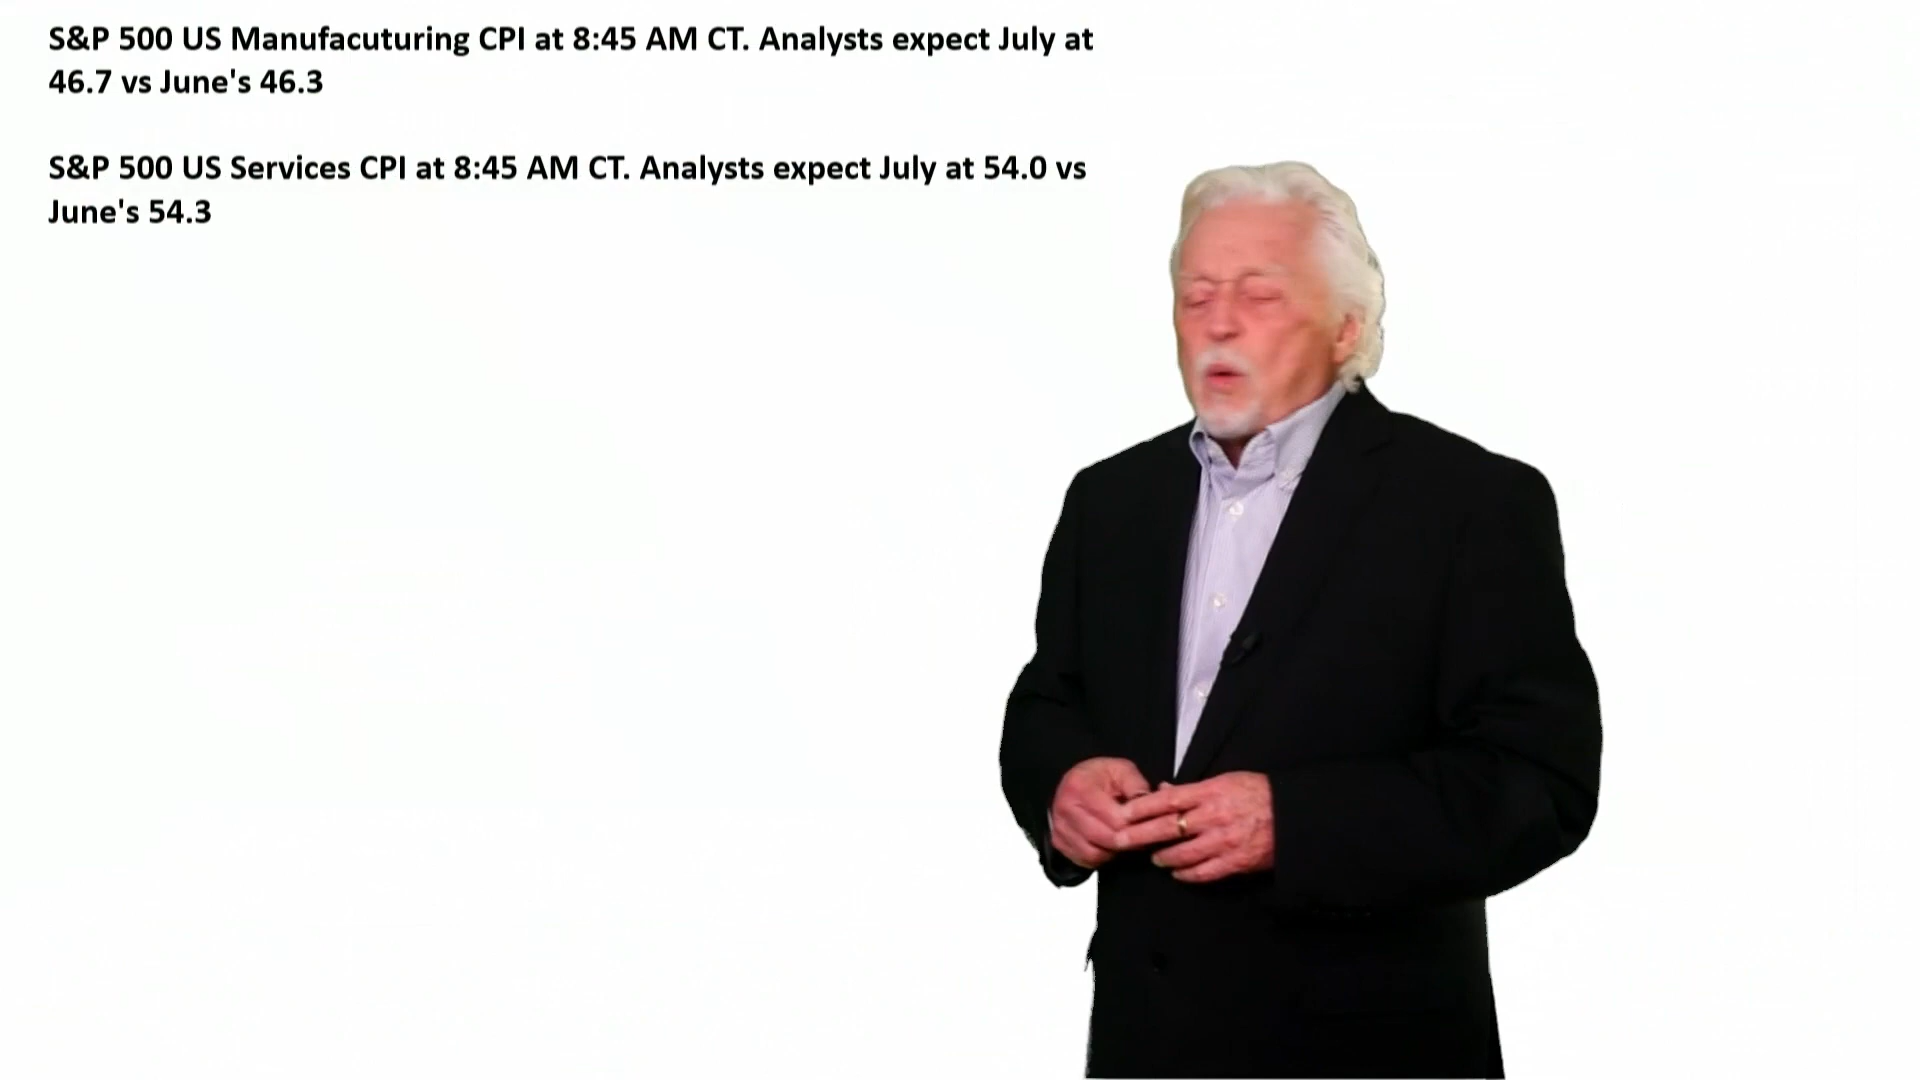 S&P 500 US Manufacuturing CPI at 8:45 AM CT. Analysts expect July at
46.7 vs June's 46.3
S&P 500 US Services CPI at 8:45 AM CT. Analysts expect July at 54.0 vs
June's 54.3